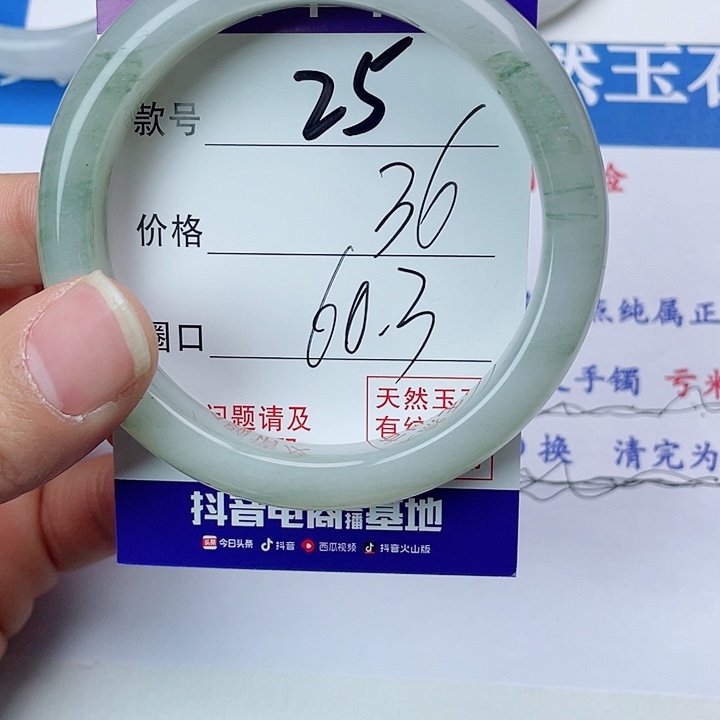 款号 25
价格 36
圈口 60.3
问题请及
天然玉石
有纹
抖音电商直播基地
今日头条 抖音 西瓜视频 抖音火山版
然玉石
纯属正
手镯 亏
换 清完为